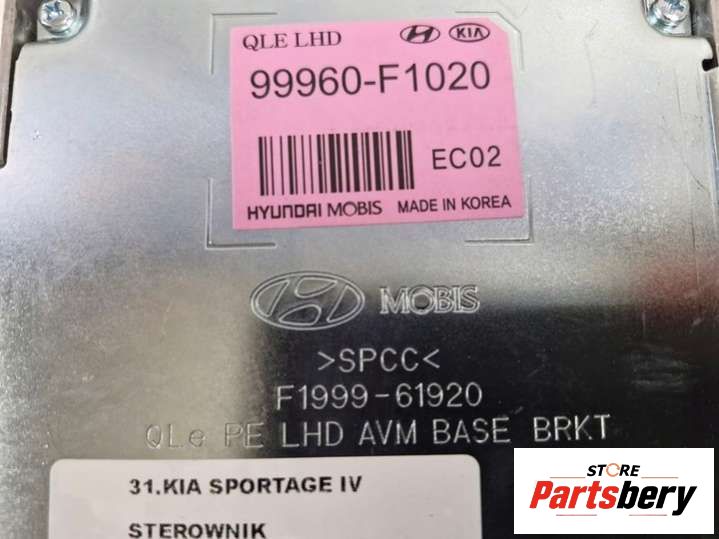 QLE LHD KIA
99960-F1020
EC02
HYUNDAI MOBIS MADE IN KOREA
MOBIS
>SPCC<
F1999-61920
QLe PE LHD AVM BASE BRKT
31.KIA SPORTAGE IV
STEROWNIK
STORE
Partsbery